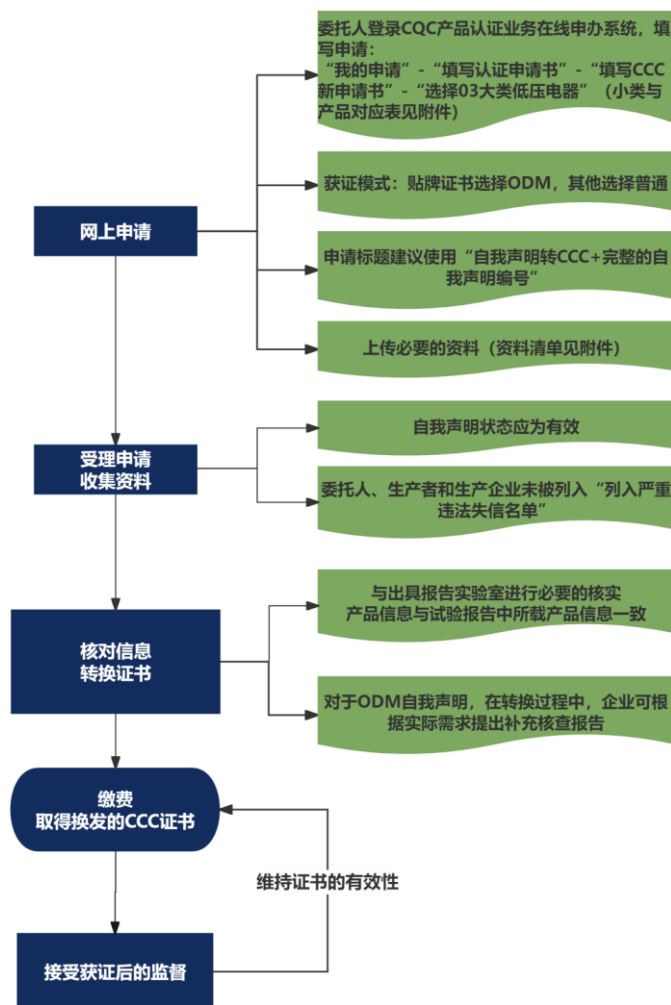 委托人登录CQC产品认证业务在线申办系统，填
写申请：
“我的申请”-“填写认证申请书”-“填写CCC
新申请书”-“选择03大类低压电器”（小类与
产品对应表见附件）
获证模式：贴牌证书选择ODM，其他选择普通
网上申请
申请标题建议使用“自我声明转CCC+完整的自
我声明编号”
上传必要的资料（资料清单见附件）
自我声明状态应为有效
受理申请
收集资料
委托人、生产者和生产企业未被列入“列入严重
违法失信名单”
与出具报告实验室进行必要的核实
产品信息与试验报告中所载产品信息一致
核对信息
转换证书
对于ODM自我声明，在转换过程中，企业可根
据实际需求提出补充核查报告
缴费
取得换发的CCC证书
维持证书的有效性
接受获证后的监督